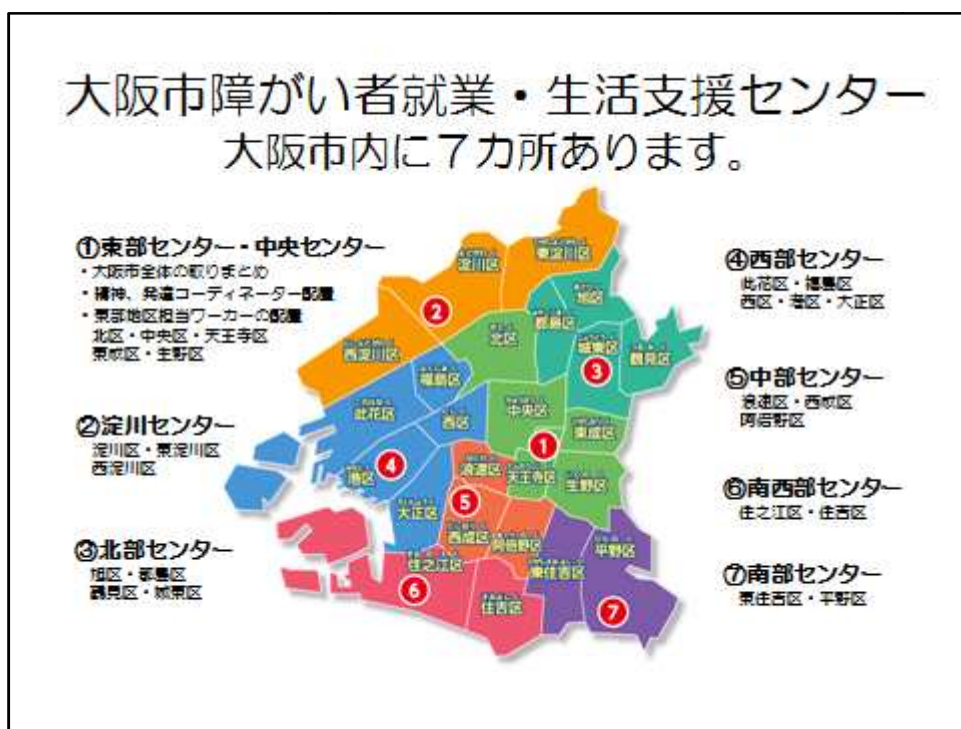 大阪市障がい者就業・生活支援センター
大阪市内に７カ所あります。
①東部センター・中央センター
・大阪市全体の取りまとめ
・精神、発達コーディネーター配置
・東部地区担当ワーカーの配置
北区・中央区・天王寺区
東成区・生野区
②淀川センター
淀川区・東淀川区
西淀川区
③北部センター
旭区・都島区
鶴見区・城東区
④西部センター
此花区・福島区
西区・港区・大正区
⑤中部センター
浪速区・西成区
阿倍野区
⑥南西部センター
住之江区・住吉区
⑦南部センター
東住吉区・平野区
淀川区
東淀川区
旭区
2
都島区
北区
城東区
鶴見区
西淀川区
3
福島区
此花区
中央区
西区
東成区
1
4
浪速区
天王寺区
港区
生野区
5
大正区
西成区
阿倍野区
平野区
住之江区
東住吉区
6
住吉区
7